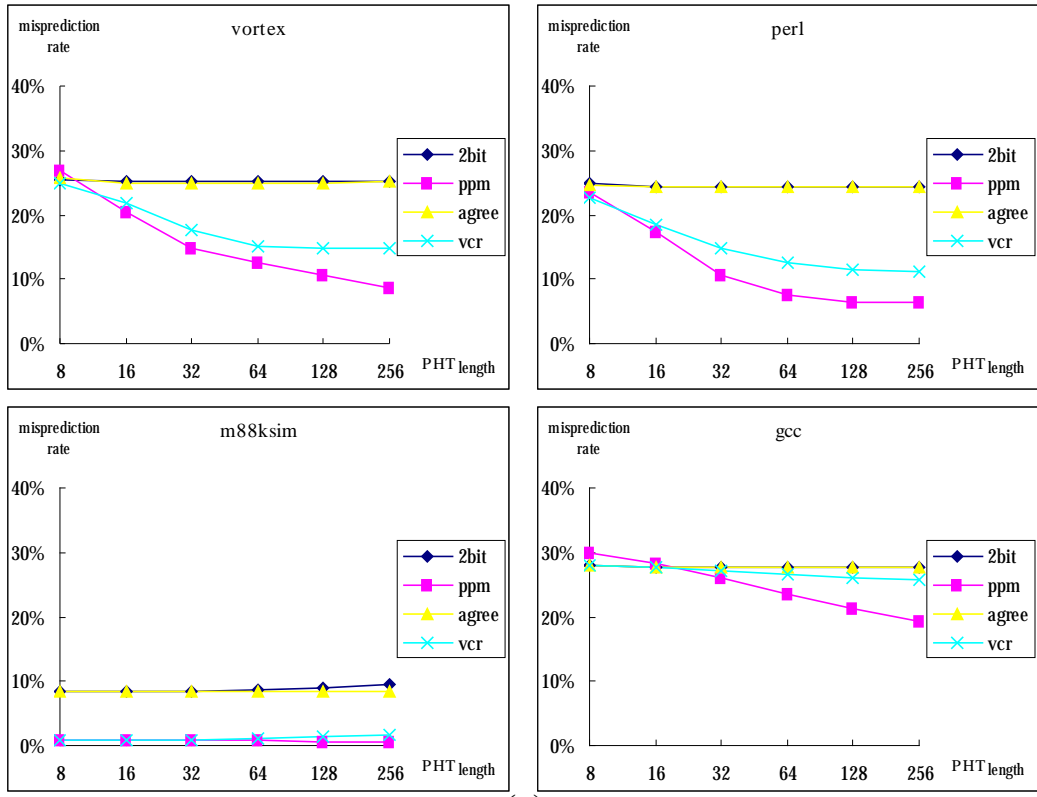 misprediction
rate
vortex
40%
30%
20%
10%
0%
2bit
ppm
agree
vcr
8 16 32 64 128 256 PHT length
misprediction
rate
perl
40%
30%
20%
10%
0%
2bit
ppm
agree
vcr
8 16 32 64 128 256 PHT length
misprediction
rate
m88ksim
40%
30%
20%
10%
0%
2bit
ppm
agree
vcr
8 16 32 64 128 256 PHT length
misprediction
rate
gcc
40%
30%
20%
10%
0%
2bit
ppm
agree
vcr
8 16 32 64 128 256 PHT length